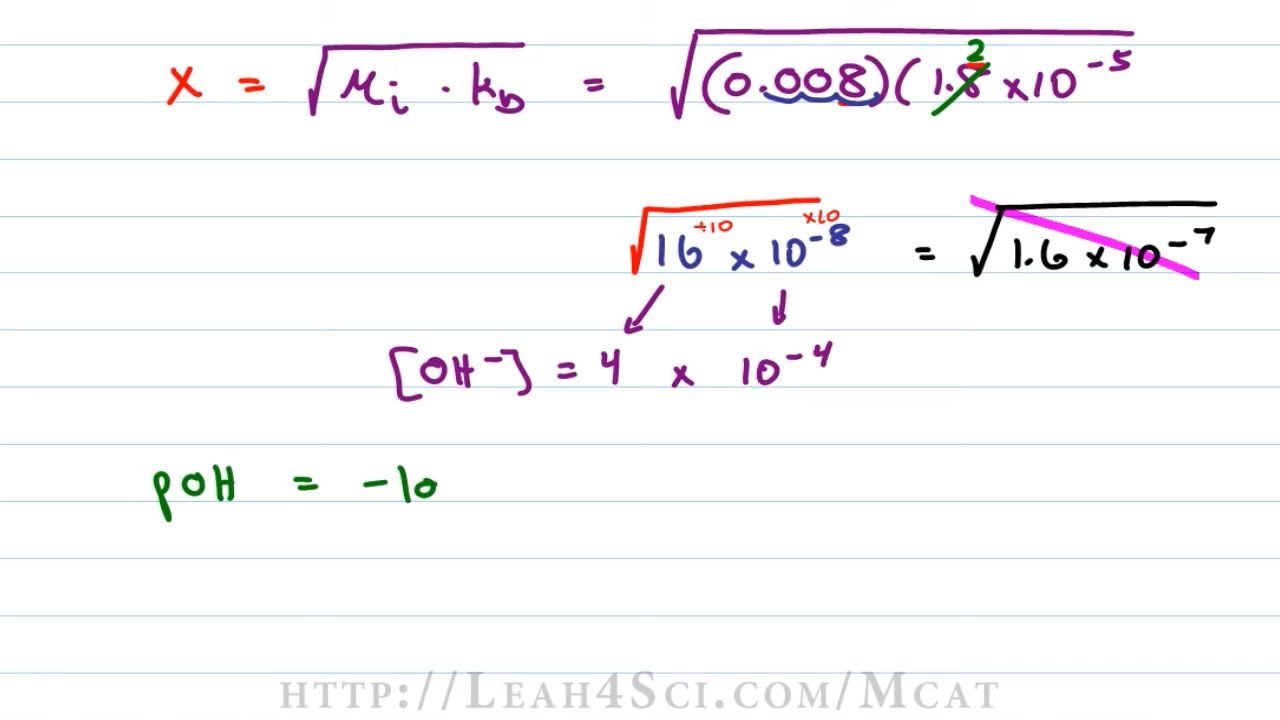 x = √Mi · Kb = √(0.008)(1.8 2 x10⁻⁵
√16 ÷10 x 10⁻⁸ x10 = √1.6 x 10⁻⁷
[OH⁻] = 4 x 10⁻⁴
pOH = -lo
HTTP://LEAH4SCI.COM/MCAT